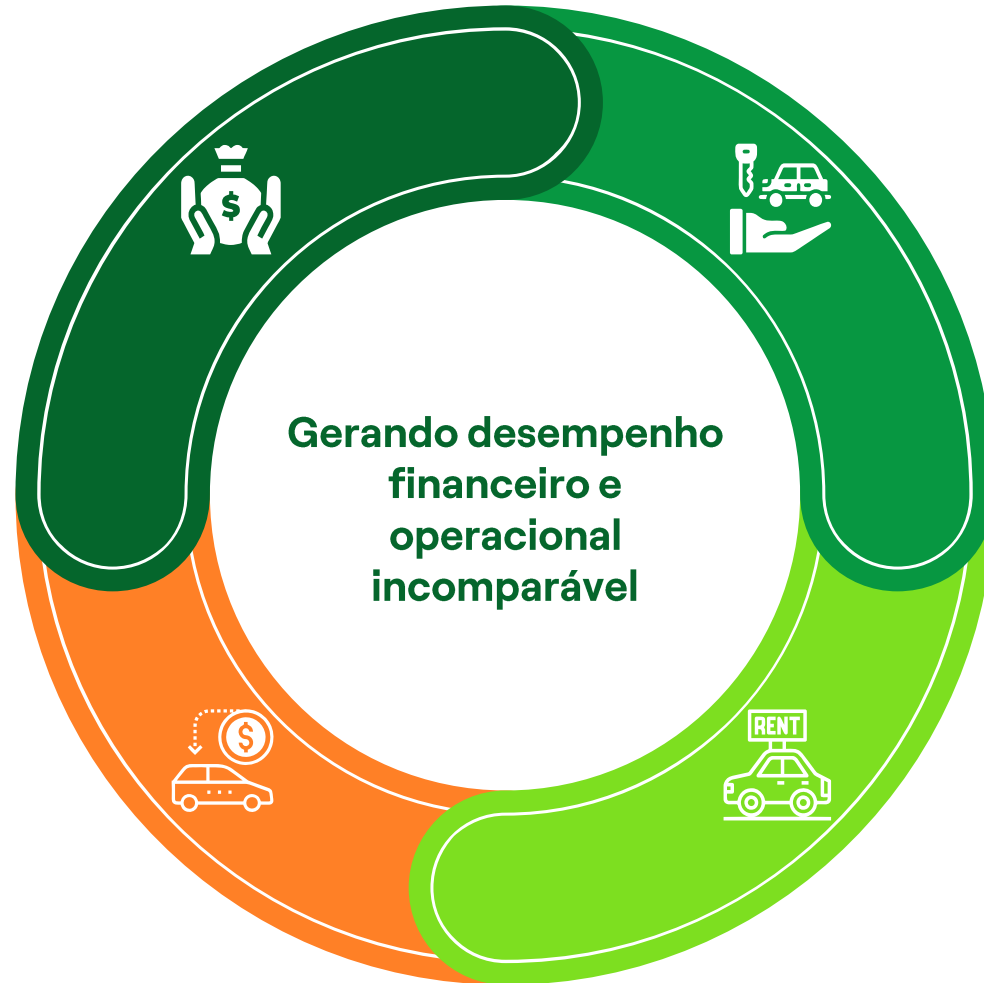 $
Gerando desempenho
financeiro e
operacional
incomparável
$
RENT